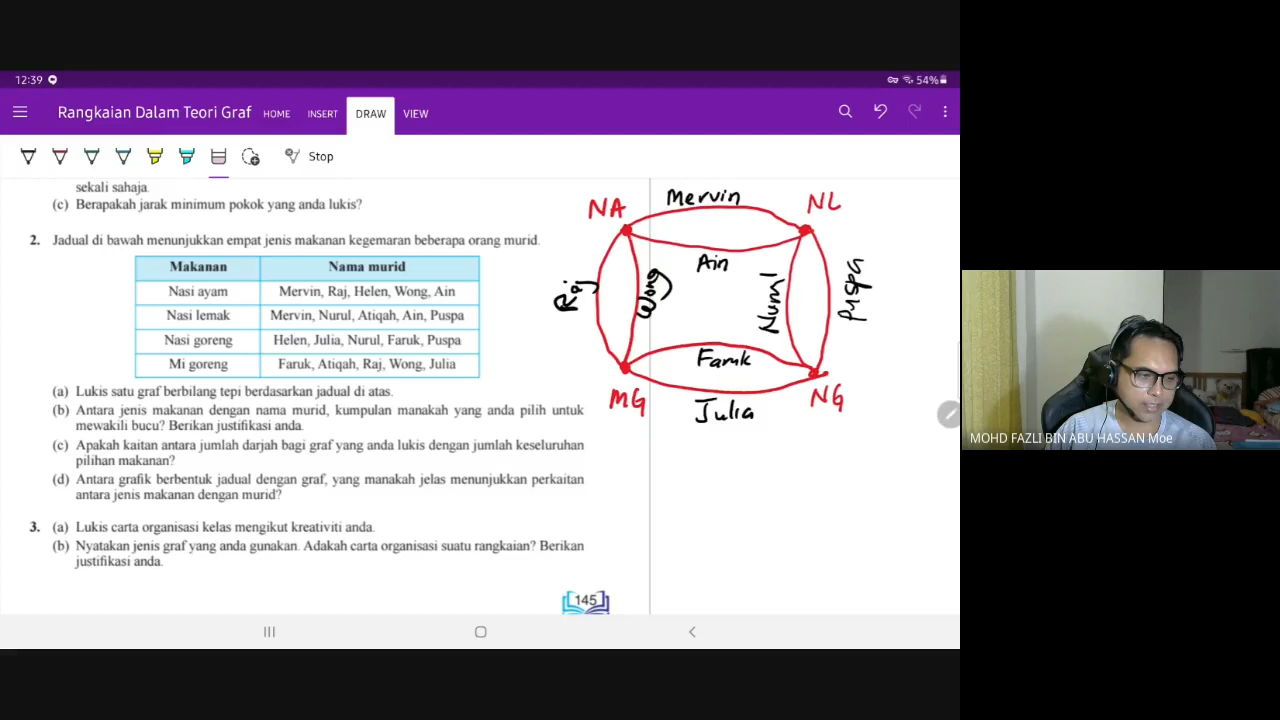 12:39
54%
Rangkaian Dalam Teori Graf
HOME
INSERT
DRAW
VIEW
Stop
sekali sahaja.
(c) Berapakah jarak minimum pokok yang anda lukis?
2. Jadual di bawah menunjukkan empat jenis makanan kegemaran beberapa orang murid.
Makanan Nama murid
Nasi ayam Mervin, Raj, Helen, Wong, Ain
Nasi lemak Mervin, Nurul, Atiqah, Ain, Puspa
Nasi goreng Helen, Julia, Nurul, Faruk, Puspa
Mi goreng Faruk, Atiqah, Raj, Wong, Julia
(a) Lukis satu graf berbilang tepi berdasarkan jadual di atas.
(b) Antara jenis makanan dengan nama murid, kumpulan manakah yang anda pilih untuk
mewakili bucu? Berikan justifikasi anda.
(c) Apakah kaitan antara jumlah darjah bagi graf yang anda lukis dengan jumlah keseluruhan
pilihan makanan?
(d) Antara grafik berbentuk jadual dengan graf, yang manakah jelas menunjukkan perkaitan
antara jenis makanan dengan murid?
3. (a) Lukis carta organisasi kelas mengikut kreativiti anda.
(b) Nyatakan jenis graf yang anda gunakan. Adakah carta organisasi suatu rangkaian? Berikan
justifikasi anda.
145
NA
Mervin
NL
Ain
Raj
Wong
Nurul
Puspa
Faruk
MG
Julia
NG
MOHD FAZLI BIN ABU HASSAN Moe